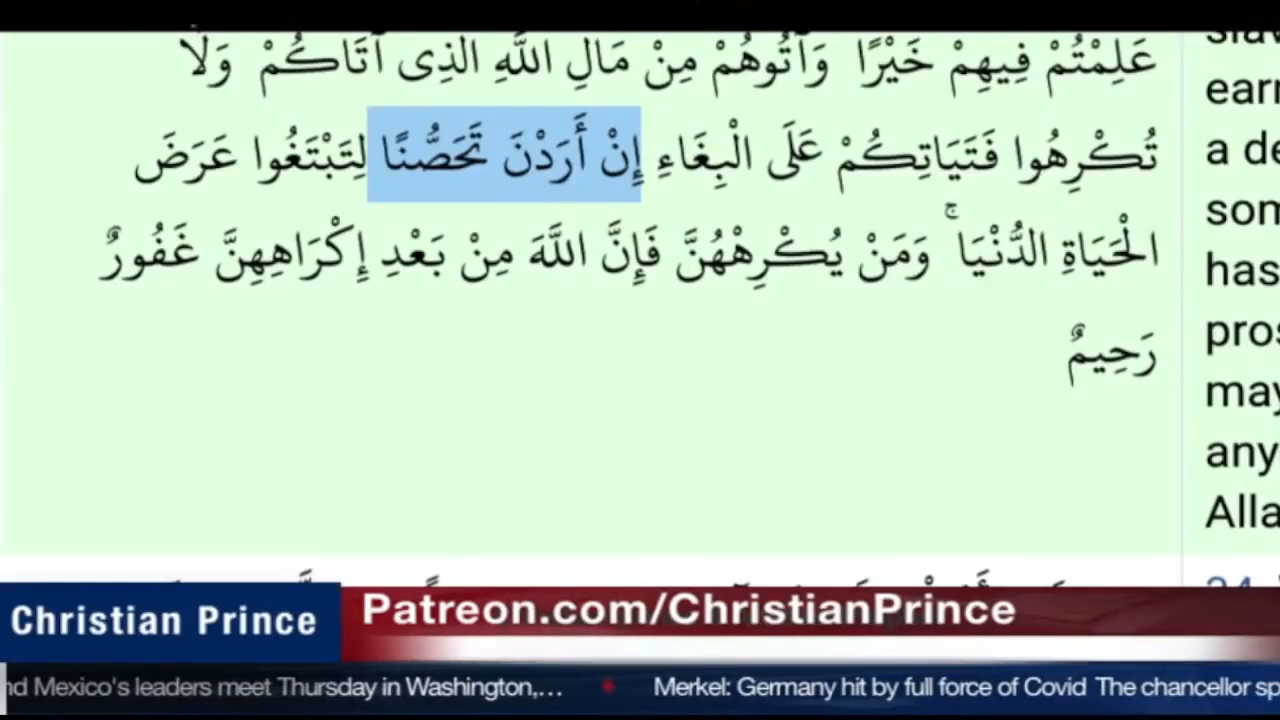 عَلِمْتُمْ فِيهِمْ خَيْرًا وَآتُوهُمْ مِنْ مَالِ اللَّهِ الَّذِى آتَاكُمْ وَلَا
تُكْرِهُوا فَتَيَاتِكُمْ عَلَى الْبِغَاءِ إِنْ أَرَدْنَ تَحَصُّنًا لِتَبْتَغُوا عَرَضَ
الْحَيَاةِ الدُّنْيَا ۚ وَمَنْ يُكْرِهْهُنَّ فَإِنَّ اللَّهَ مِنْ بَعْدِ إِكْرَاهِهِنَّ غَفُورٌ
رَحِيمٌ
earn
a de
som
has
pros
may
any
Alla
Christian Prince
Patreon.com/ChristianPrince
nd Mexico's leaders meet Thursday in Washington,... ♦ Merkel: Germany hit by full force of Covid The chancellor sp